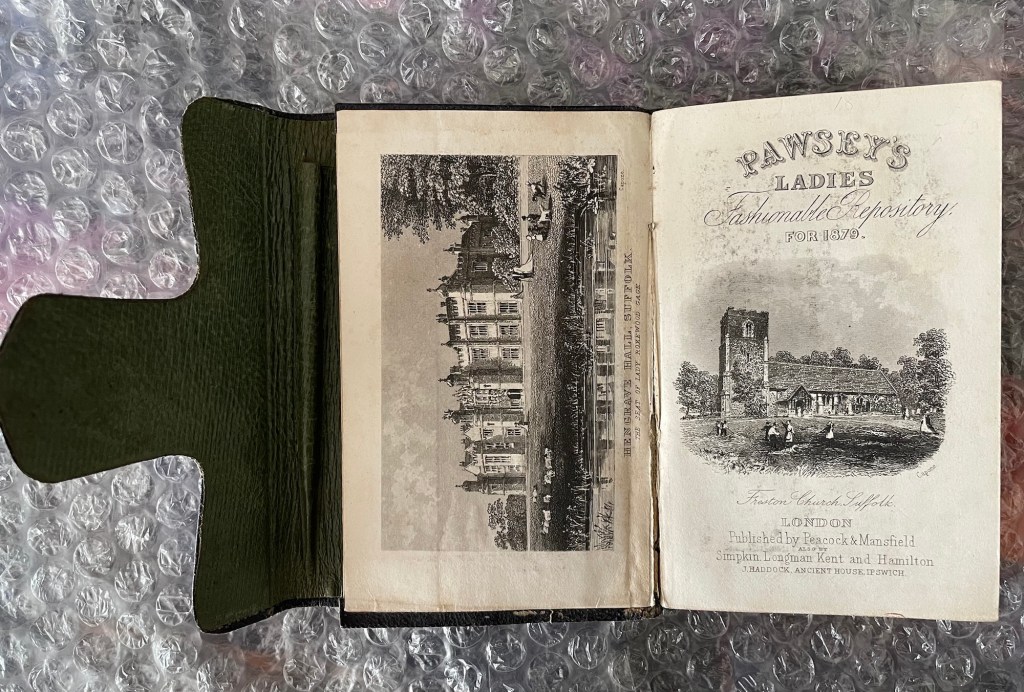 HENGRAVE HALL, SUFFOLK
THE SEAT OF LADY ROKEWOOD GAGE
PAWSEY'S
LADIES
Fashionable Repository.
FOR 1879.
Freston Church, Suffolk.
LONDON
Published by Peacock & Mansfield
ALSO BY
Simpkin, Longman, Kent and Hamilton
J. HADDOCK, ANCIENT HOUSE, IPSWICH.